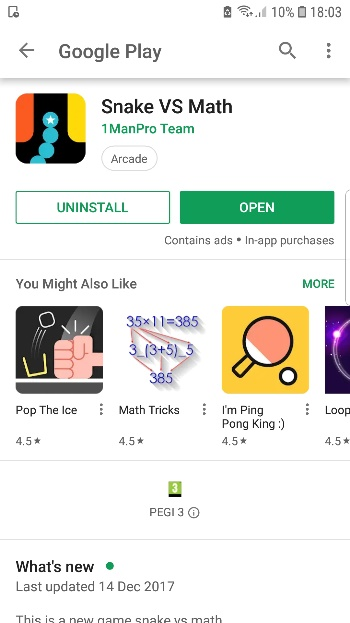 10% 18:03
Google Play
Snake VS Math
1ManPro Team
Arcade
UNINSTALL
OPEN
Contains ads • In-app purchases
You Might Also Like
MORE
35×11=385
3_(3+5)_5
385
Pop The Ice
Math Tricks
I'm Ping
Pong King :)
Loop
4.5★
4.5★
4.5★
4.5★
3
PEGI 3
What's new
Last updated 14 Dec 2017
This is a new game snake vs math